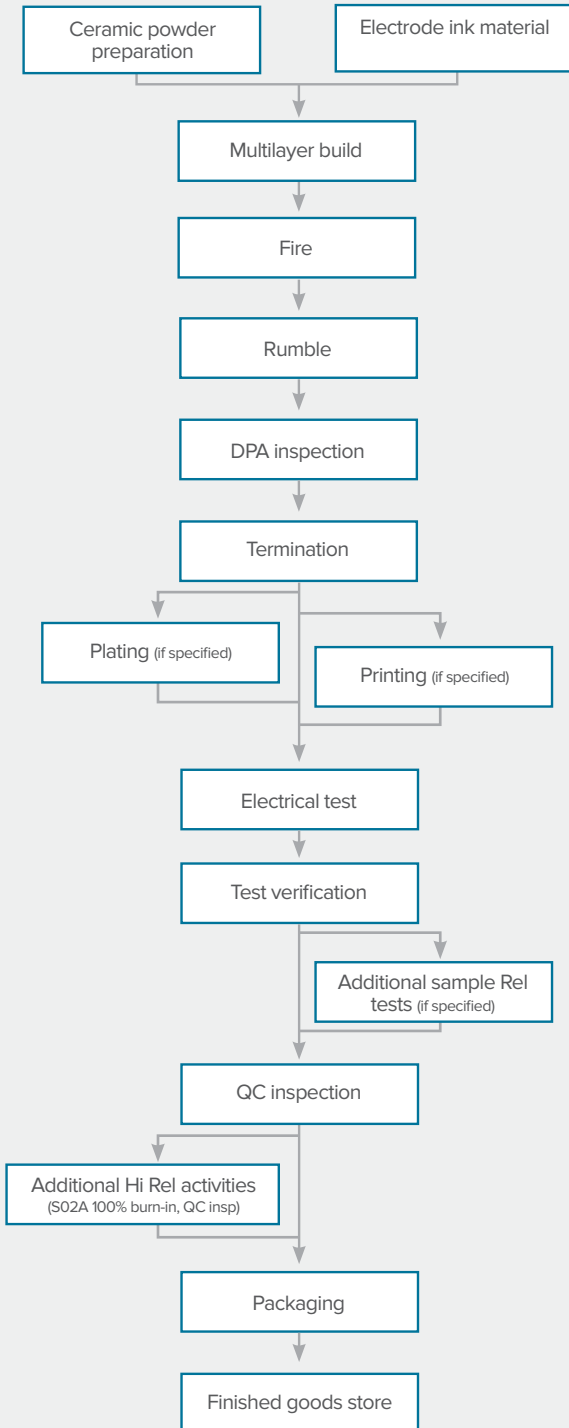 Ceramic powder
preparation
Electrode ink material
Multilayer build
Fire
Rumble
DPA inspection
Termination
Plating (if specified)
Printing (if specified)
Electrical test
Test verification
Additional sample Rel
tests (if specified)
QC inspection
Additional Hi Rel activities
(S02A 100% burn-in, QC insp)
Packaging
Finished goods store